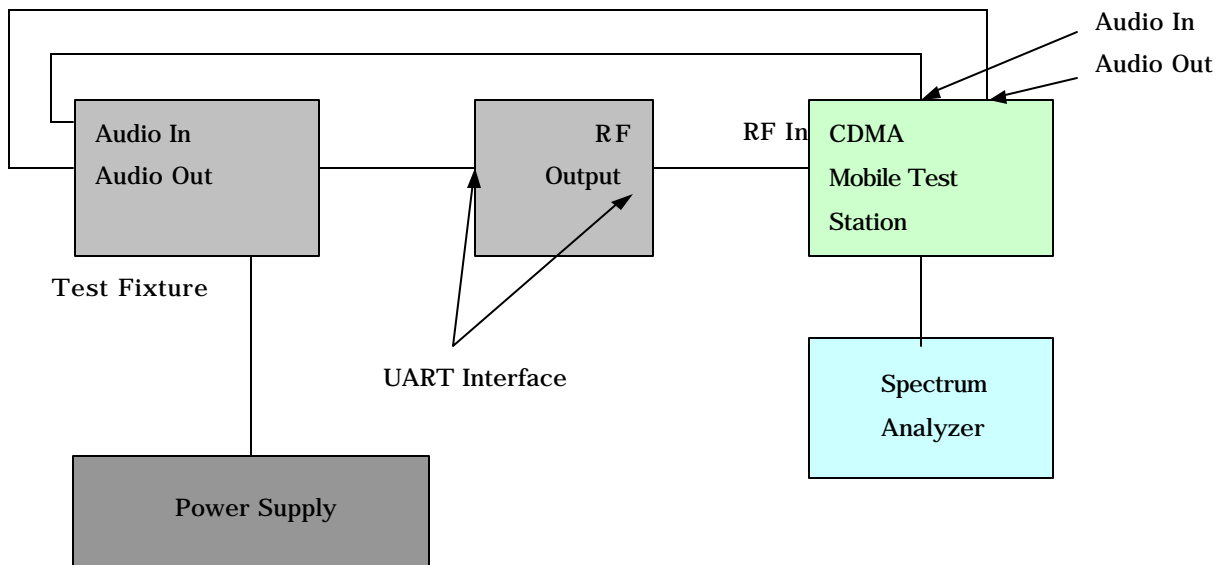 Audio In
Audio Out
Audio In
Audio Out
RF
Output
RF In
CDMA
Mobile Test
Station
Test Fixture
UART Interface
Spectrum
Analyzer
Power Supply